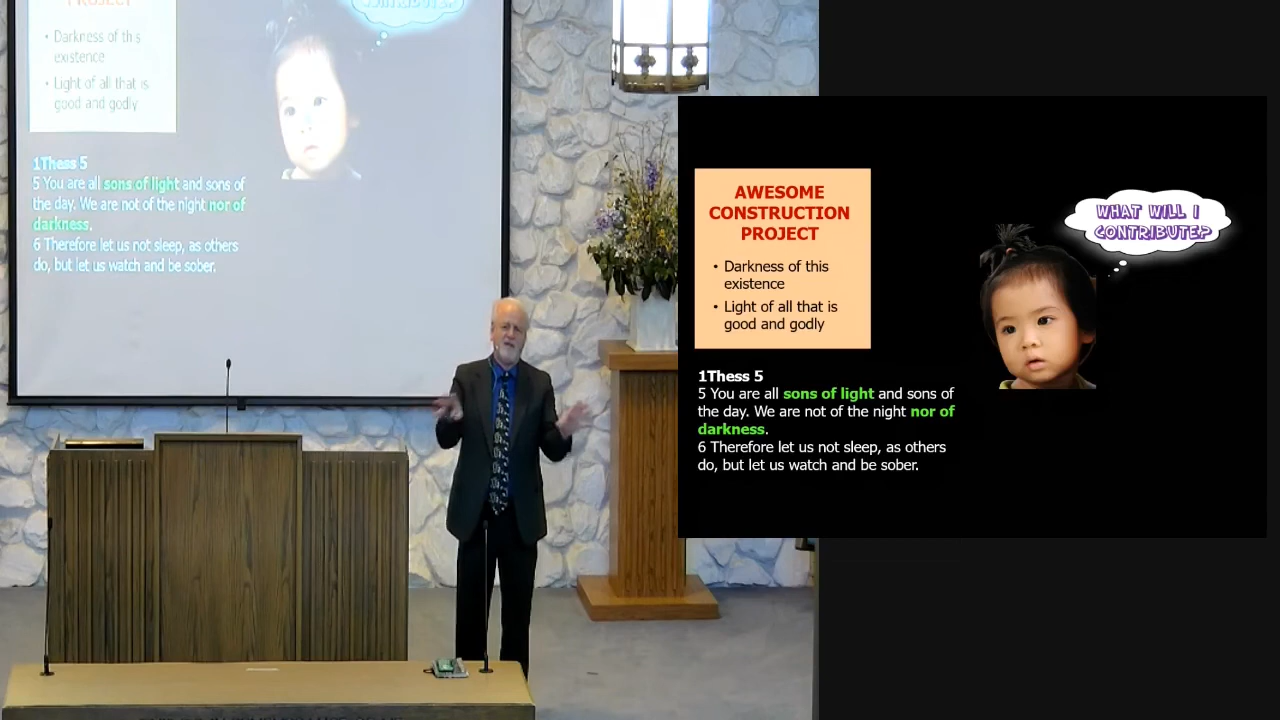 PROJECT
CONTRIBUTE?
• Darkness of this
existence
• Light of all that is
good and godly
1Thess 5
5 You are all sons of light and sons of
the day. We are not of the night nor of
darkness.
6 Therefore let us not sleep, as others
do, but let us watch and be sober.
AWESOME
CONSTRUCTION
PROJECT
• Darkness of this
existence
• Light of all that is
good and godly
WHAT WILL I
CONTRIBUTE?
1Thess 5
5 You are all sons of light and sons of
the day. We are not of the night nor of
darkness.
6 Therefore let us not sleep, as others
do, but let us watch and be sober.